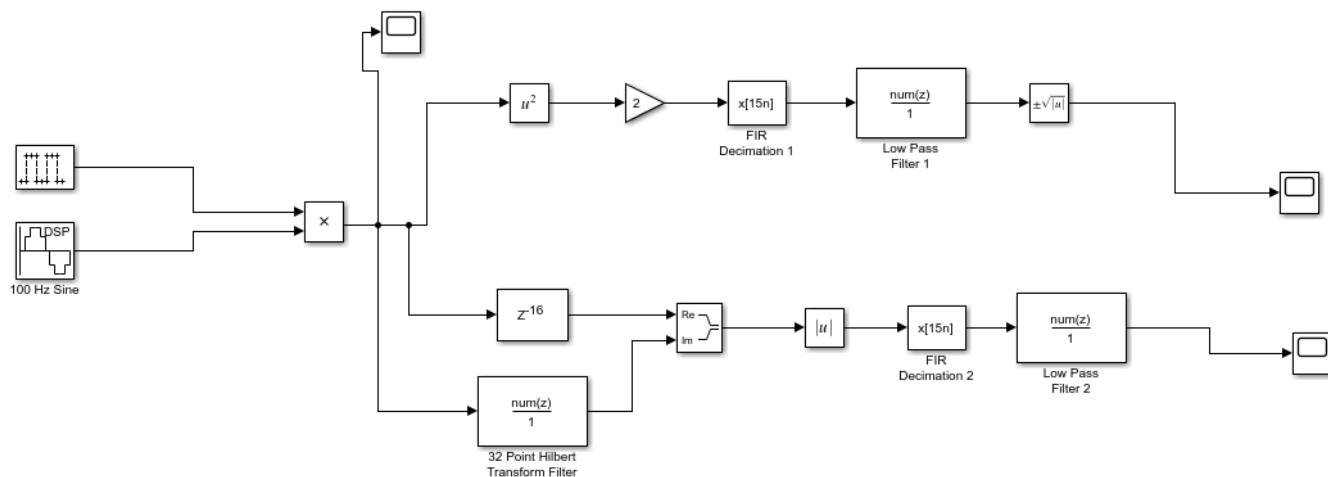 u²
2
x[15n]
FIR
Decimation 1
num(z)
1
Low Pass
Filter 1
±√|u|
DSP
100 Hz Sine
×
Z⁻¹⁶
Re
Im
|u|
x[15n]
FIR
Decimation 2
num(z)
1
Low Pass
Filter 2
num(z)
1
32 Point Hilbert
Transform Filter